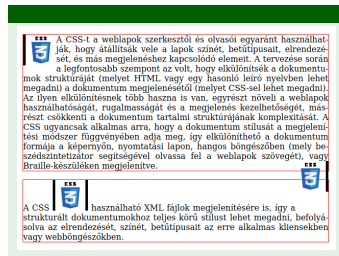 A CSS-t a weblapok szerkesztői és olvasói egyaránt használhat-
ják, hogy átállítsák vele a lapok színét, betűtípusait, elrendezé-
sét, és más megjelenéshez kapcsolódó elemeit. A tervezése során
a legfontosabb szempont az volt, hogy elkülönítsék a dokumentu-
mok struktúráját (melyet HTML vagy egy hasonló leíró nyelvben lehet
megadni) a dokumentum megjelenésétől (melyet CSS-sel lehet megadni).
Az ilyen elkülönítésnek több haszna is van, egyrészt növeli a weblapok
használhatóságát, rugalmasságát és a megjelenés kezelhetőségét, más-
részt csökkenti a dokumentum tartalmi struktúrájának komplexitását. A
CSS ugyancsak alkalmas arra, hogy a dokumentum stílusát a megjelení-
tési módszer függvényében adja meg, így elkülöníthető a dokumentum
formája a képernyőn, nyomtatási lapon, hangos böngészőben (mely be-
szédszintetizátor segítségével olvassa fel a weblapok szövegét), vagy
Braille-készüléken megjelenítve.
A CSS használható XML fájlok megjelenítésére is, így a
strukturált dokumentumokhoz teljes körű stílust lehet megadni, befolyá-
solva az elrendezését, színét, betűtípusait az erre alkalmas kliensekben
vagy webböngészőkben.